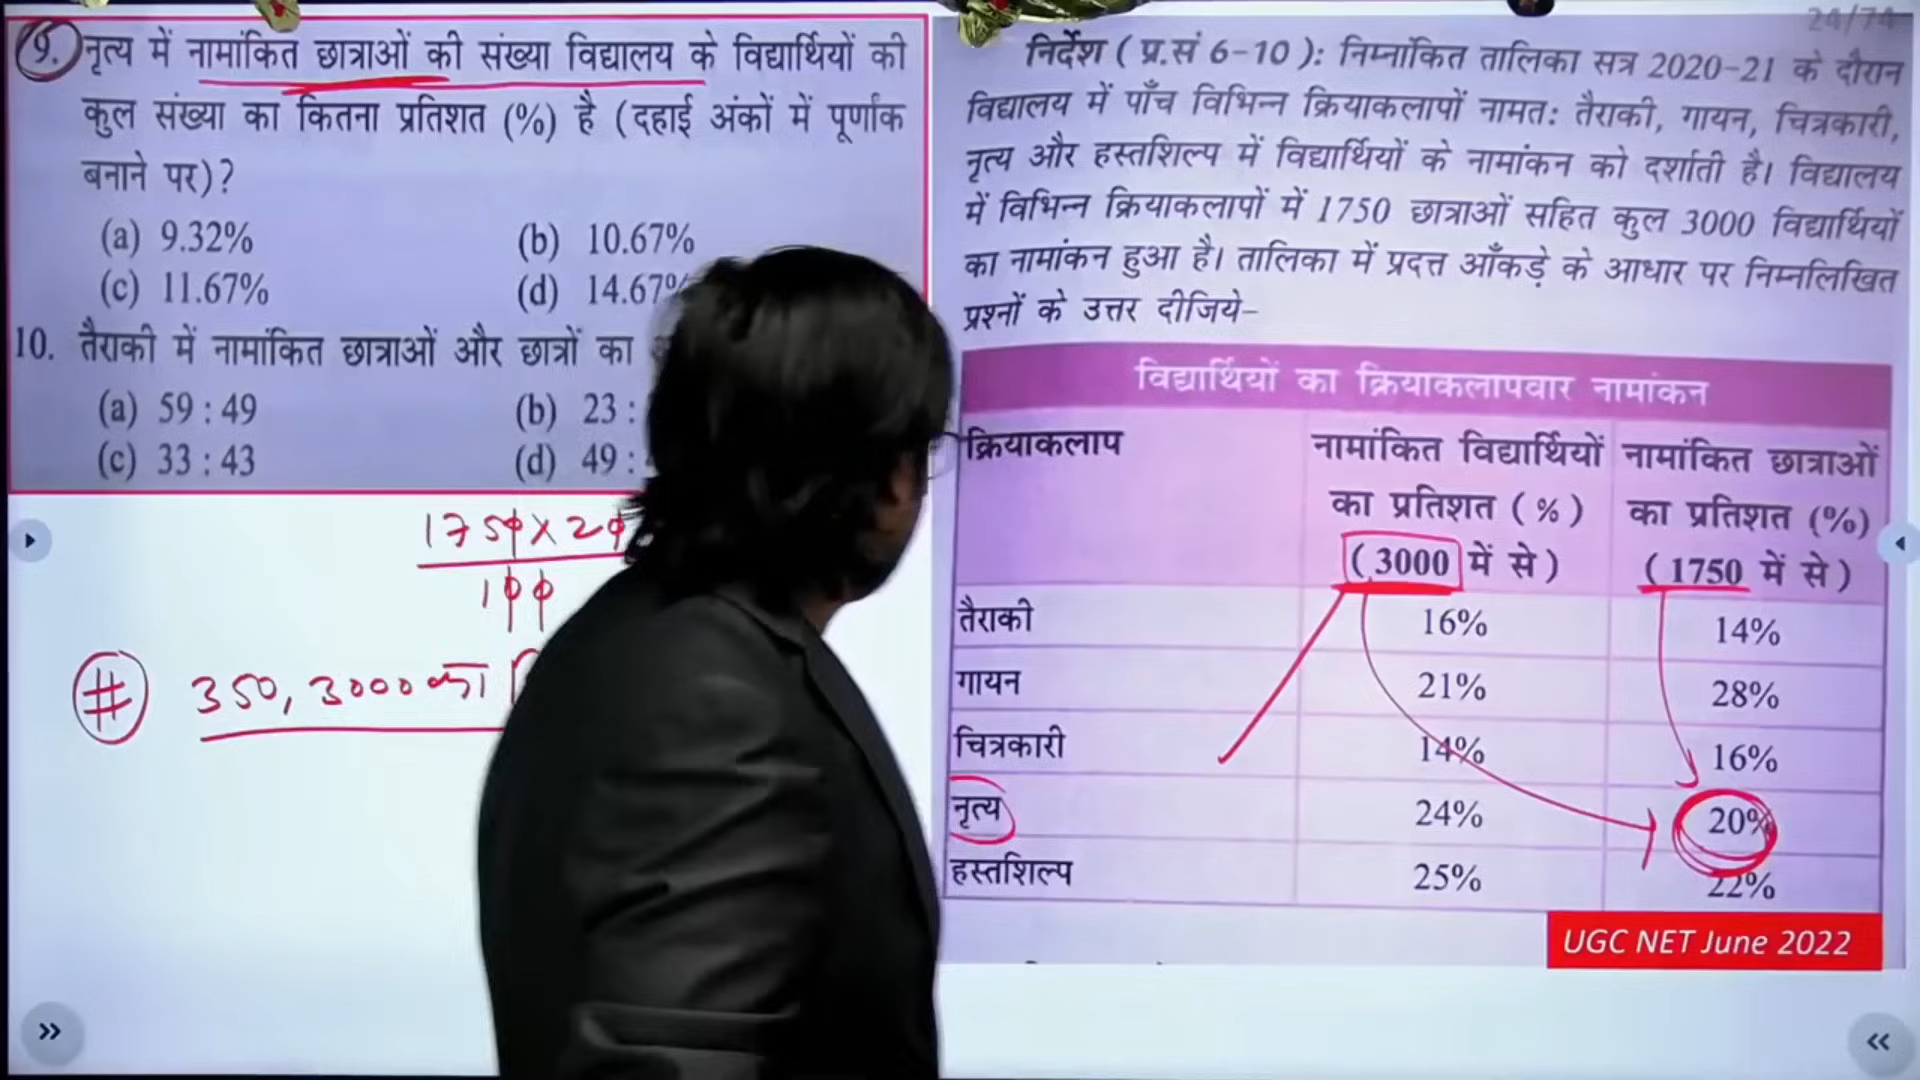 9. नृत्य में नामांकित छात्राओं की संख्या विद्यालय के विद्यार्थियों की
कुल संख्या का कितना प्रतिशत (%) है (दहाई अंकों में पूर्णांक
बनाने पर)?
(a) 9.32% (b) 10.67%
(c) 11.67% (d) 14.67%
10. तैराकी में नामांकित छात्राओं और छात्रों का
(a) 59 : 49 (b) 23 :
(c) 33 : 43 (d) 49 :
1750 x 20
100
# 350, 3000 का
24/74
निर्देश ( प्र.सं 6-10 ): निम्नांकित तालिका सत्र 2020-21 के दौरान
विद्यालय में पाँच विभिन्न क्रियाकलापों नामत: तैराकी, गायन, चित्रकारी,
नृत्य और हस्तशिल्प में विद्यार्थियों के नामांकन को दर्शाती है। विद्यालय
में विभिन्न क्रियाकलापों में 1750 छात्राओं सहित कुल 3000 विद्यार्थियों
का नामांकन हुआ है। तालिका में प्रदत्त आँकड़े के आधार पर निम्नलिखित
प्रश्नों के उत्तर दीजिये-
विद्यार्थियों का क्रियाकलापवार नामांकन
क्रियाकलाप नामांकित विद्यार्थियों नामांकित छात्राओं
का प्रतिशत ( % ) का प्रतिशत (%)
( 3000 में से ) ( 1750 में से )
तैराकी 16% 14%
गायन 21% 28%
चित्रकारी 14% 16%
नृत्य 24% 20%
हस्तशिल्प 25% 22%
UGC NET June 2022